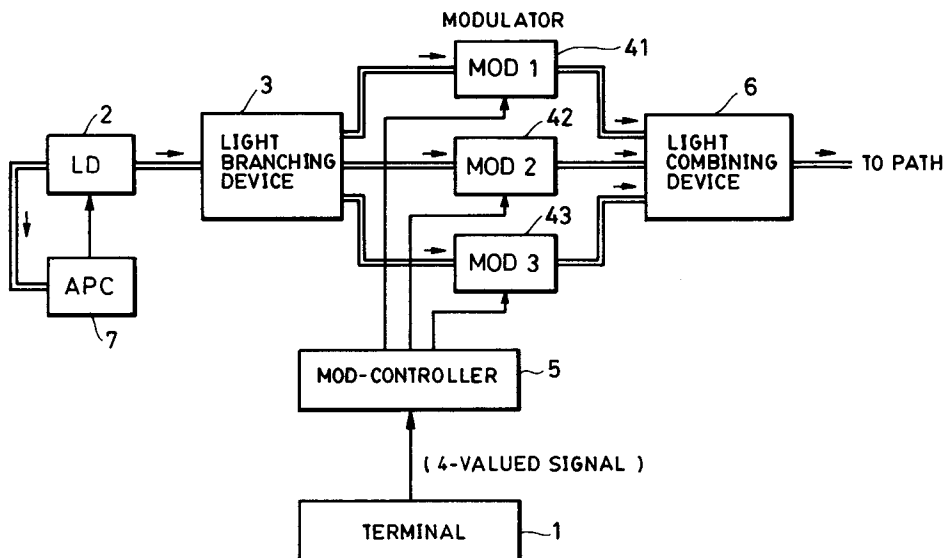 MODULATOR
41
MOD 1
3
6
2
42
LD
LIGHT
BRANCHING
DEVICE
MOD 2
LIGHT
COMBINING
DEVICE
TO PATH
43
APC
MOD 3
7
MOD-CONTROLLER
5
( 4-VALUED SIGNAL )
TERMINAL
1